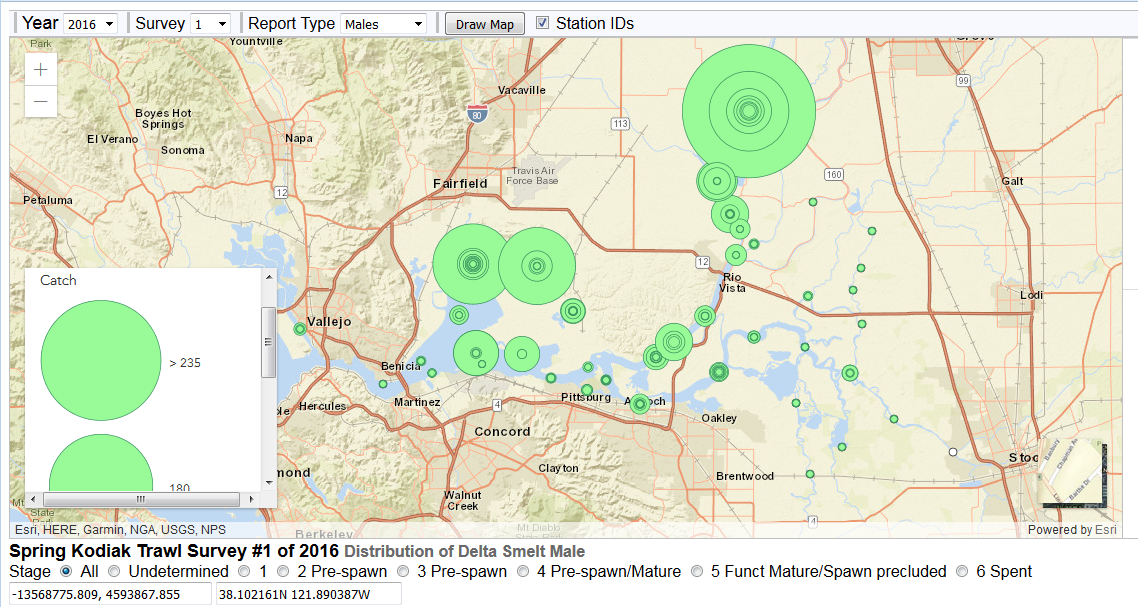 Year 2016 Survey 1 Report Type Males Draw Map Station IDs
Park
Yountville
+
−
Vacaville
99
80
Boyes Hot
Springs
113
El Verano
Napa
Sonoma
Travis Air
Force Base
160
Galt
Fairfield
12
Petaluma
12
Rio
Vista
Catch
Lodi
Vallejo
> 235
Benicia
Pittsburg
Martinez
Hercules
4
Oakley
Concord
Stoc
Clayton
mond
Brentwood
180
Walnut
Creek
State
4
Mt Diablo
Berkeley
Esri, HERE, Garmin, NGA, USGS, NPS
Powered by Esri
Spring Kodiak Trawl Survey #1 of 2016 Distribution of Delta Smelt Male
Stage All Undetermined 1 2 Pre-spawn 3 Pre-spawn 4 Pre-spawn/Mature 5 Funct Mature/Spawn precluded 6 Spent
-13568775.809, 4593867.855 38.102161N 121.890387W